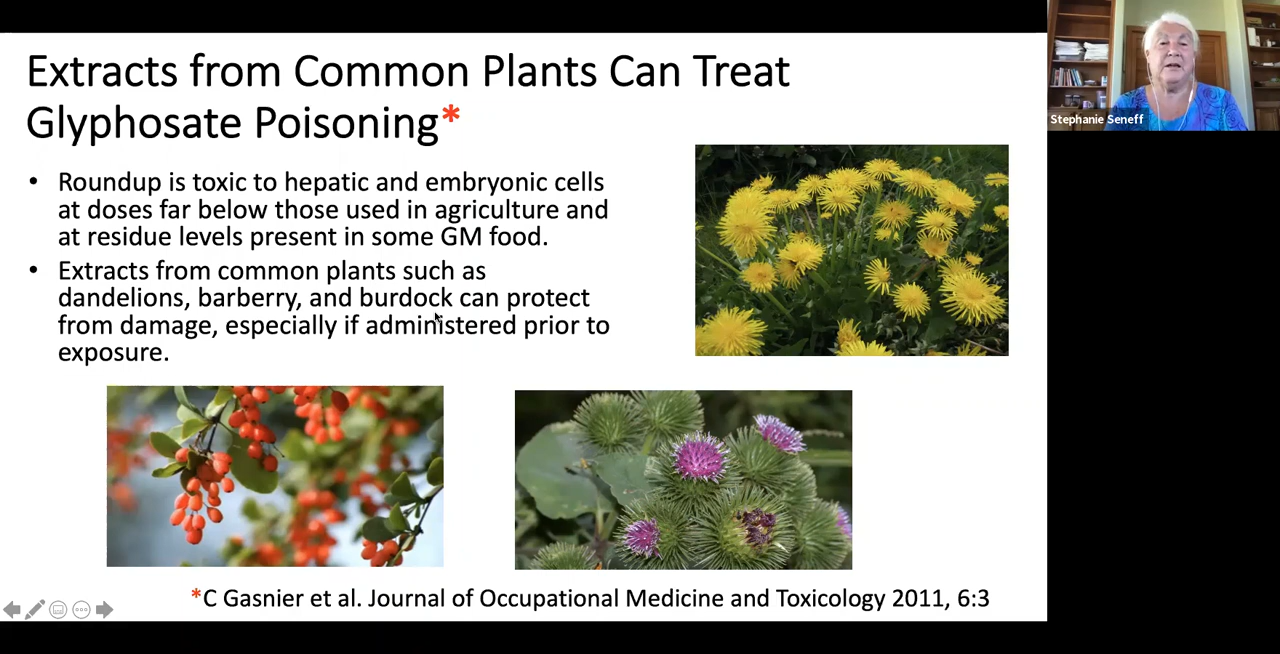 Extracts from Common Plants Can Treat
Glyphosate Poisoning*
• Roundup is toxic to hepatic and embryonic cells
at doses far below those used in agriculture and
at residue levels present in some GM food.
• Extracts from common plants such as
dandelions, barberry, and burdock can protect
from damage, especially if administered prior to
exposure.
*C Gasnier et al. Journal of Occupational Medicine and Toxicology 2011, 6:3
Stephanie Seneff